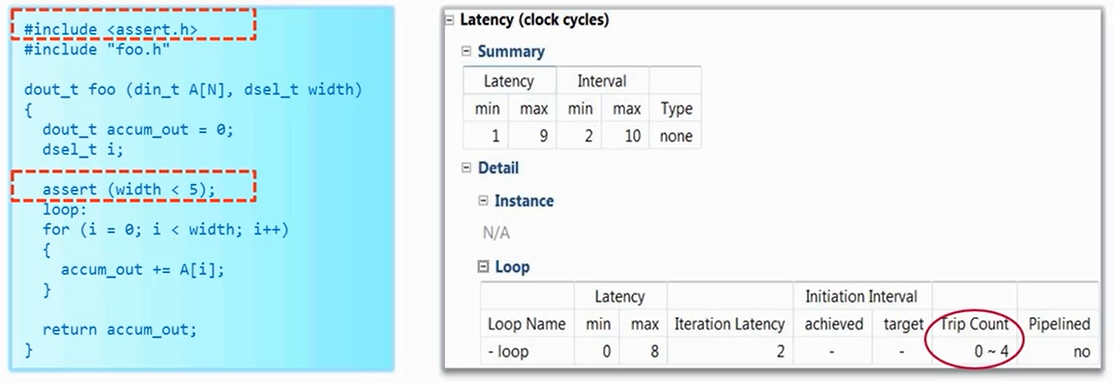 #include <assert.h>
#include "foo.h"
dout_t foo (din_t A[N], dsel_t width)
{
dout_t accum_out = 0;
dsel_t i;
assert (width < 5);
loop:
for (i = 0; i < width; i++)
{
accum_out += A[i];
}
return accum_out;
}
Latency (clock cycles)
Summary
Latency Interval
min max min max Type
1 9 2 10 none
Detail
Instance
N/A
Loop
Latency Initiation Interval
Loop Name min max Iteration Latency achieved target Trip Count Pipelined
- loop 0 8 2 - - 0 ~ 4 no